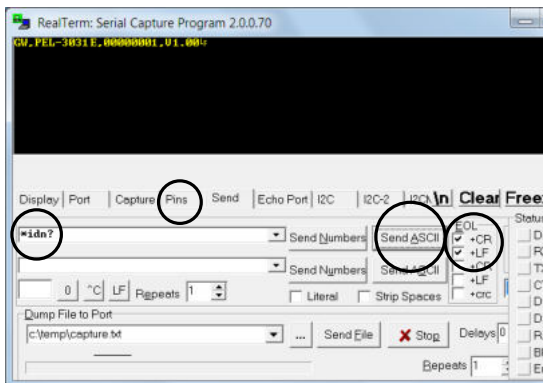 RealTerm: Serial Capture Program 2.0.0.70
GW,PEL-3031E,00000001,V1.00
Display Port Capture Pins Send Echo Port I2C I2C-2 \n Clear Free
*idn? Send Numbers Send ASCII EOL Status
+CR
+LF
Send Numbers Send ASCII +CR
+LF
0 ^C LF Repeats 1 Literal Strip Spaces +crc
Dump File to Port
c:\temp\capture.txt ... Send File Stop Delays 0
Repeats 1